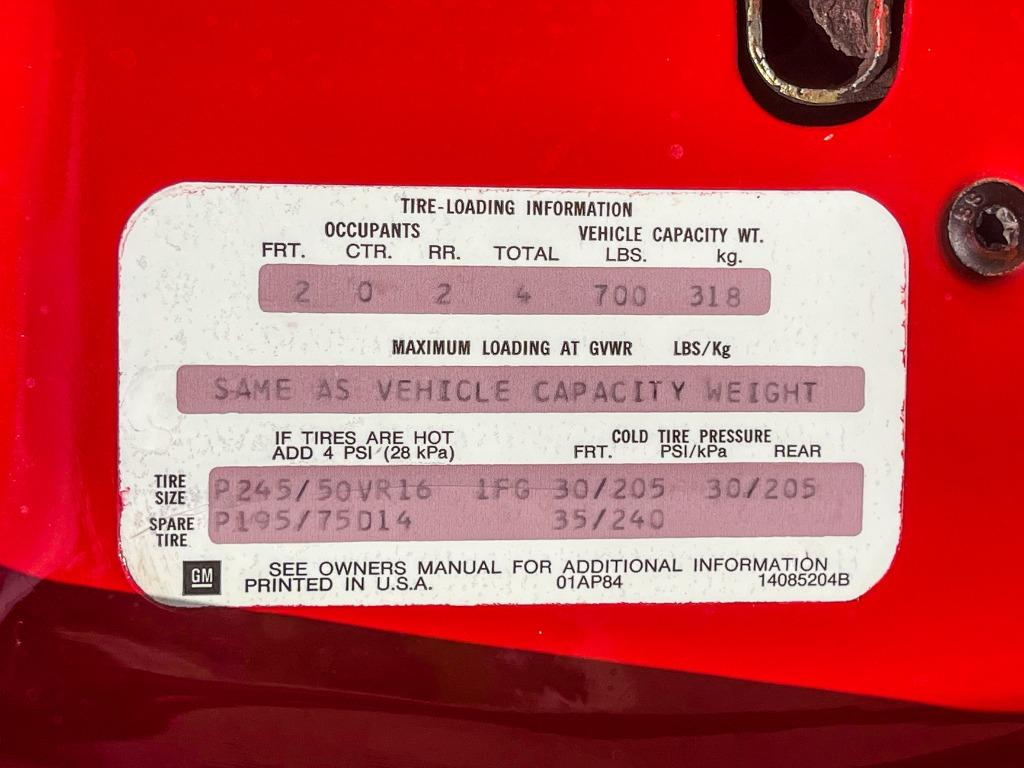 TIRE-LOADING INFORMATION
OCCUPANTS VEHICLE CAPACITY WT.
FRT. CTR. RR. TOTAL LBS. kg.
2 0 2 4 700 318
MAXIMUM LOADING AT GVWR LBS/Kg
SAME AS VEHICLE CAPACITY WEIGHT
IF TIRES ARE HOT COLD TIRE PRESSURE
ADD 4 PSI (28 kPa) FRT. PSI/kPa REAR
TIRE SIZE P245/50VR16 1FG 30/205 30/205
SPARE TIRE P195/75D14 35/240
GM SEE OWNERS MANUAL FOR ADDITIONAL INFORMATION
PRINTED IN U.S.A. 01AP84 14085204B